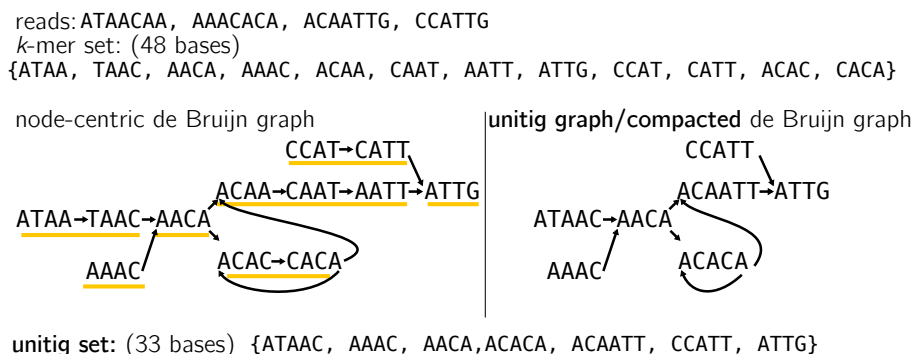 reads: ATAACAA, AAACACA, ACAATTG, CCATTG
k-mer set: (48 bases)
{ATAA, TAAC, AACA, AAAC, ACAA, CAAT, AATT, ATTG, CCAT, CATT, ACAC, CACA}
node-centric de Bruijn graph
CCAT→CATT
ACAA→CAAT→AATT→ATTG
ATAA→TAAC→AACA
ACAC→CACA
AAAC
unitig graph/compacted de Bruijn graph
CCATT
ACAATT→ATTG
ATAAC→AACA
ACACA
AAAC
unitig set: (33 bases) {ATAAC, AAAC, AACA,ACACA, ACAATT, CCATT, ATTG}